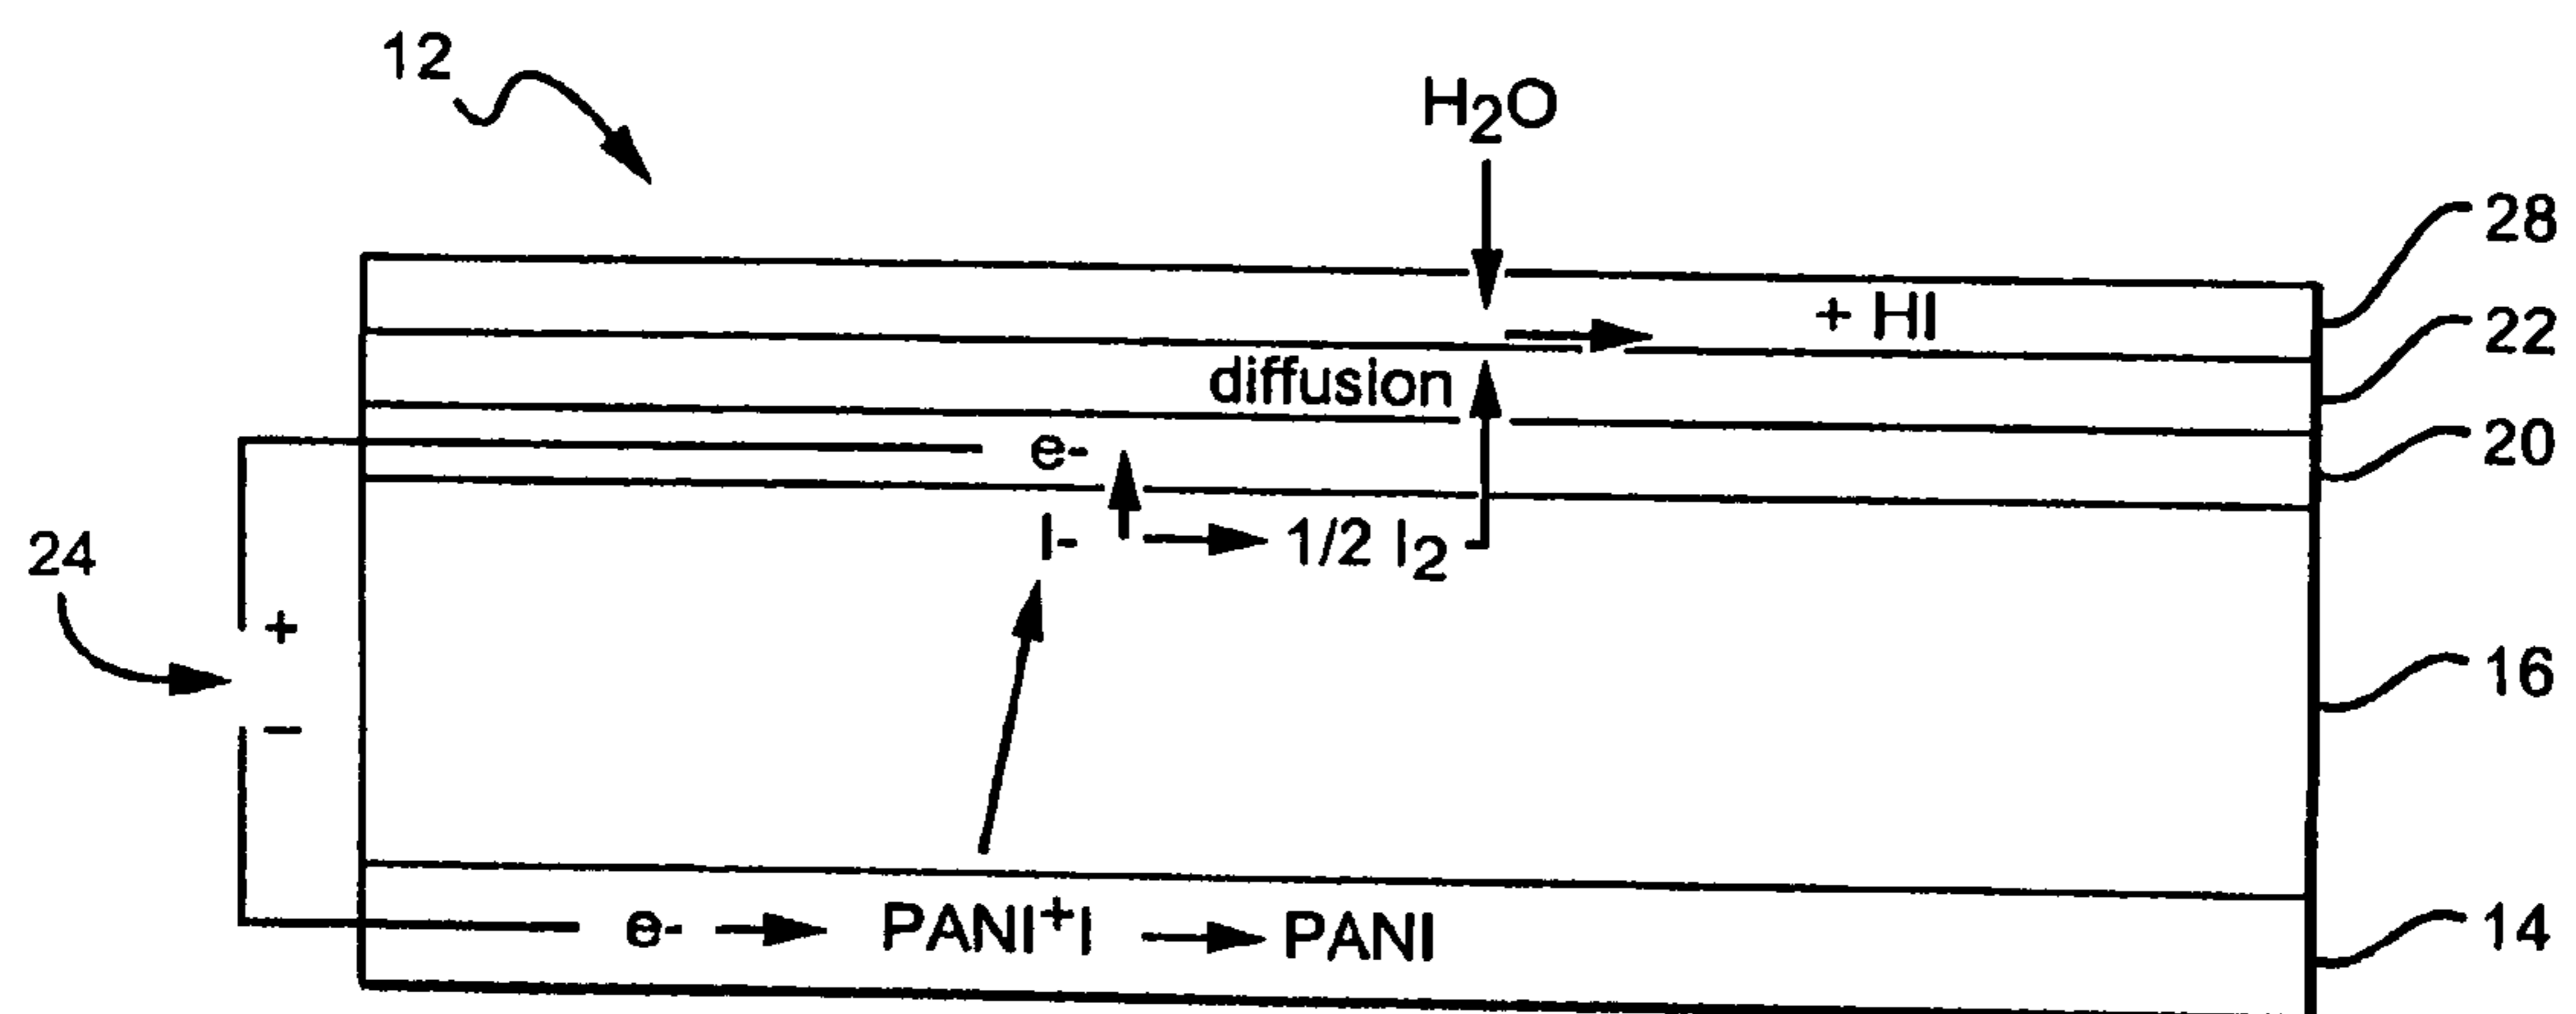 12
H2O
28
+ HI
22
diffusion
20
e-
I- 1/2 I2
24
+
16
–
e- PANI+I PANI
14